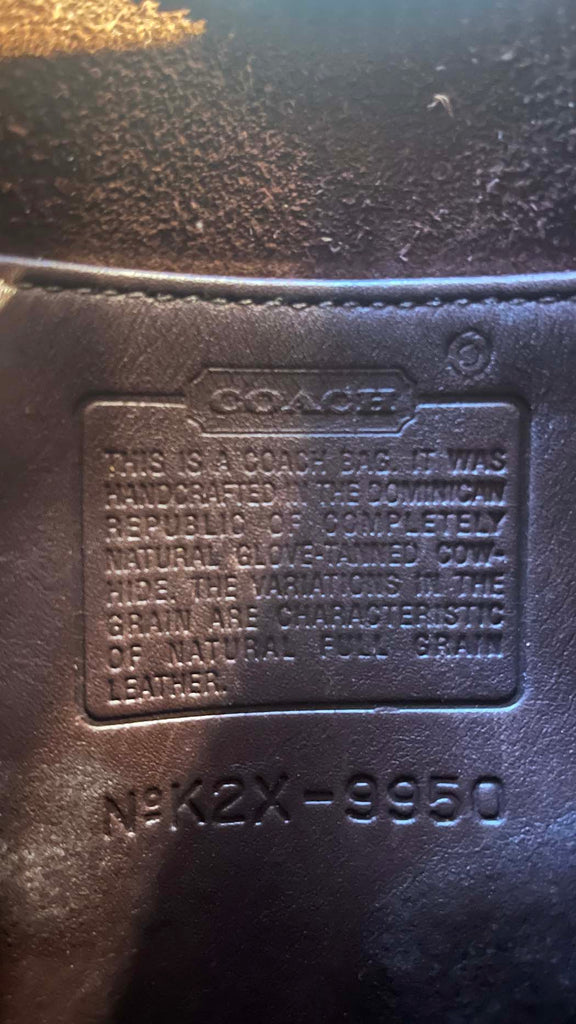 COACH
THIS IS A COACH BAG. IT WAS
HANDCRAFTED IN THE DOMINICAN
REPUBLIC OF COMPLETELY
NATURAL GLOVE-TANNED COW-
HIDE. THE VARIATIONS IN THE
GRAIN ARE CHARACTERISTIC
OF NATURAL FULL GRAIN
LEATHER.
Nº K2X-9950